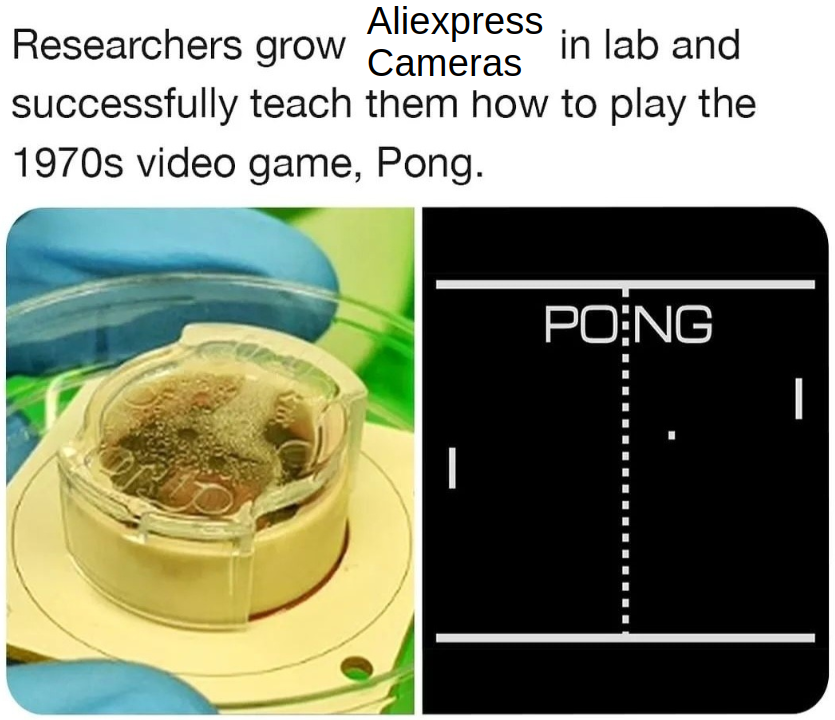 Researchers grow Aliexpress Cameras in lab and
successfully teach them how to play the
1970s video game, Pong.
PONG